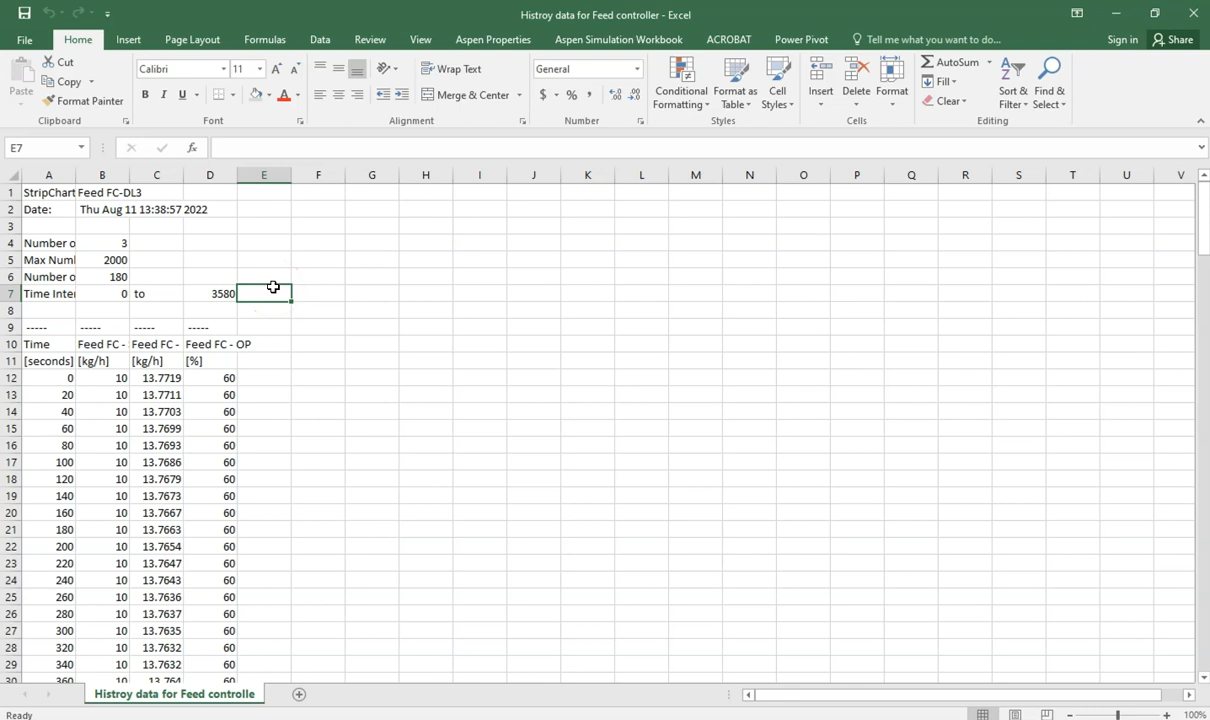 Histroy data for Feed controller - Excel
File Home Insert Page Layout Formulas Data Review View Aspen Properties Aspen Simulation Workbook ACROBAT Power Pivot Tell me what you want to do... Sign in Share
Paste Cut Copy Format Painter Clipboard
Calibri 11 B I U A Font
Wrap Text Merge & Center Alignment
General $ % , Number
Conditional Formatting Format as Table Cell Styles Styles
Insert Delete Format Cells
AutoSum Fill Clear Sort & Filter Find & Select Editing
E7 fx
A B C D E F G H I J K L M N O P Q R S T U V
1 StripChart Feed FC-DL3
2 Date: Thu Aug 11 13:38:57 2022
3
4 Number o 3
5 Max Numl 2000
6 Number o 180
7 Time Inter 0 to 3580
8
9 ----- ----- ----- -----
10 Time Feed FC - Feed FC - Feed FC - OP
11 [seconds] [kg/h] [kg/h] [%]
12 0 10 13.7719 60
13 20 10 13.7711 60
14 40 10 13.7703 60
15 60 10 13.7699 60
16 80 10 13.7693 60
17 100 10 13.7686 60
18 120 10 13.7679 60
19 140 10 13.7673 60
20 160 10 13.7667 60
21 180 10 13.7663 60
22 200 10 13.7654 60
23 220 10 13.7647 60
24 240 10 13.7643 60
25 260 10 13.7636 60
26 280 10 13.7637 60
27 300 10 13.7635 60
28 320 10 13.7632 60
29 340 10 13.7632 60
30 360 10 13.764 60
Histroy data for Feed controlle
Ready 100%